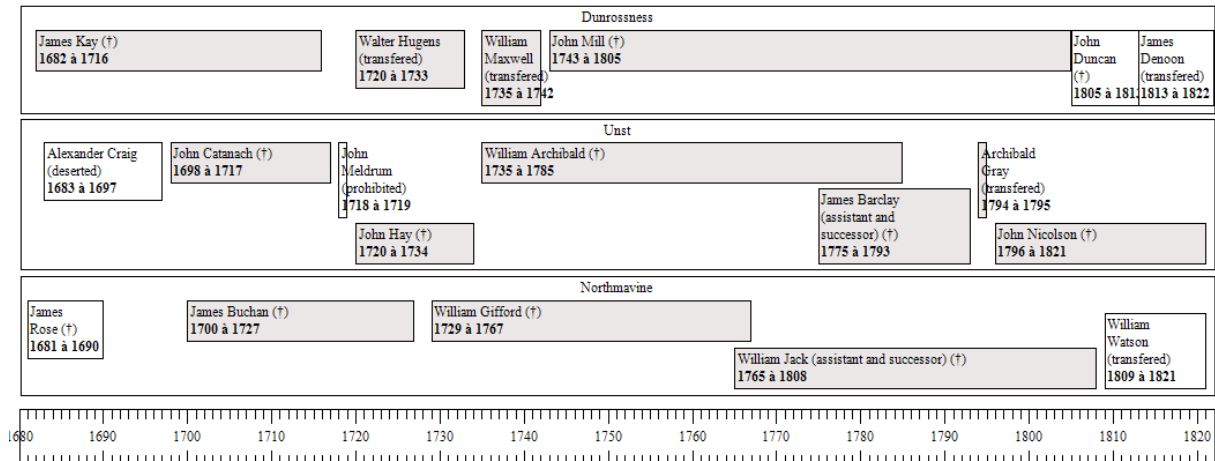 Dunrossness
James Kay (†)
1682 à 1716
Walter Hugens
(transfered)
1720 à 1733
William
Maxwell
(transfered)
1735 à 1742
John Mill (†)
1743 à 1805
John
Duncan
(†)
1805 à 1813
James
Denoon
(transfered)
1813 à 1822
Unst
Alexander Craig
(deserted)
1683 à 1697
John Catanach (†)
1698 à 1717
John
Meldrum
(prohibited)
1718 à 1719
John Hay (†)
1720 à 1734
William Archibald (†)
1735 à 1785
James Barclay
(assistant and
successor) (†)
1775 à 1793
Archibald
Gray
(transfered)
1794 à 1795
John Nicolson (†)
1796 à 1821
Northmavine
James
Rose (†)
1681 à 1690
James Buchan (†)
1700 à 1727
William Gifford (†)
1729 à 1767
William Jack (assistant and successor) (†)
1765 à 1808
William
Watson
(transfered)
1809 à 1821
1680 1690 1700 1710 1720 1730 1740 1750 1760 1770 1780 1790 1800 1810 1820